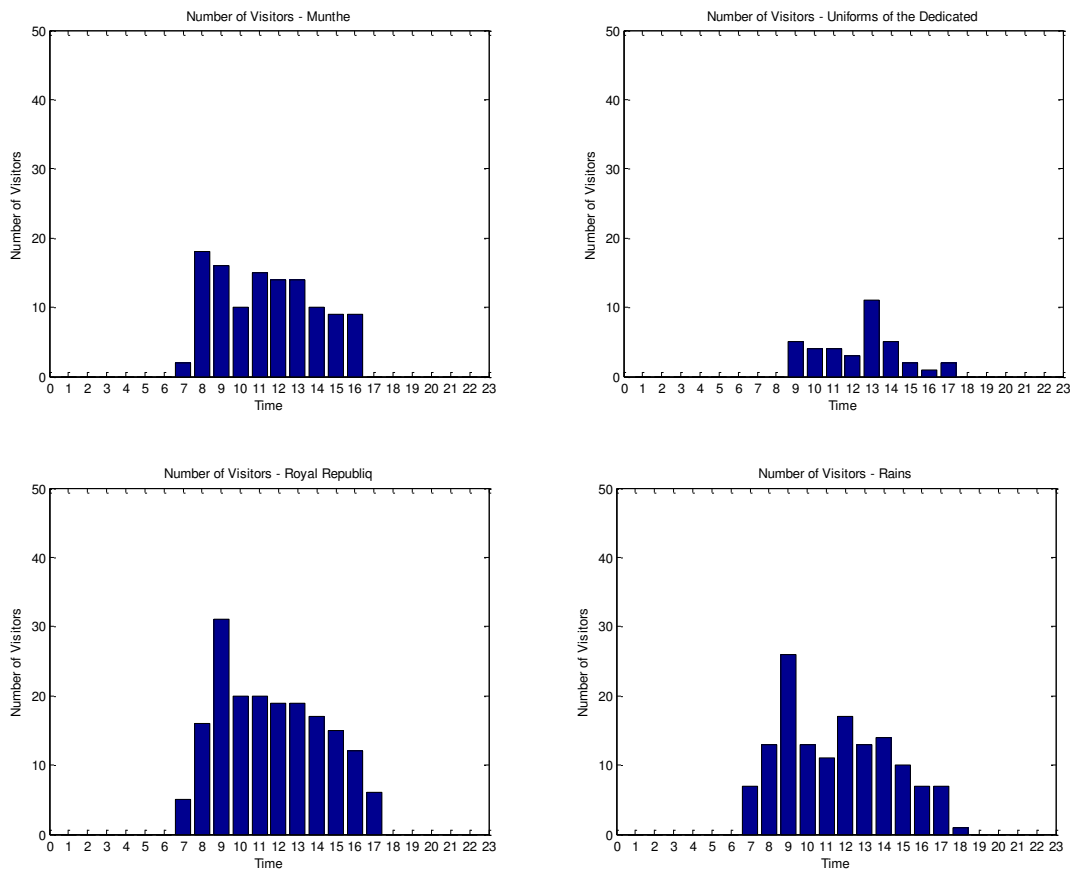 Number of Visitors - Munthe
50
40
30
20
10
0
Number of Visitors
0 1 2 3 4 5 6 7 8 9 10 11 12 13 14 15 16 17 18 19 20 21 22 23
Time
Number of Visitors - Uniforms of the Dedicated
50
40
30
20
10
0
Number of Visitors
0 1 2 3 4 5 6 7 8 9 10 11 12 13 14 15 16 17 18 19 20 21 22 23
Time
Number of Visitors - Royal Republiq
50
40
30
20
10
0
Number of Visitors
0 1 2 3 4 5 6 7 8 9 10 11 12 13 14 15 16 17 18 19 20 21 22 23
Time
Number of Visitors - Rains
50
40
30
20
10
0
Number of Visitors
0 1 2 3 4 5 6 7 8 9 10 11 12 13 14 15 16 17 18 19 20 21 22 23
Time